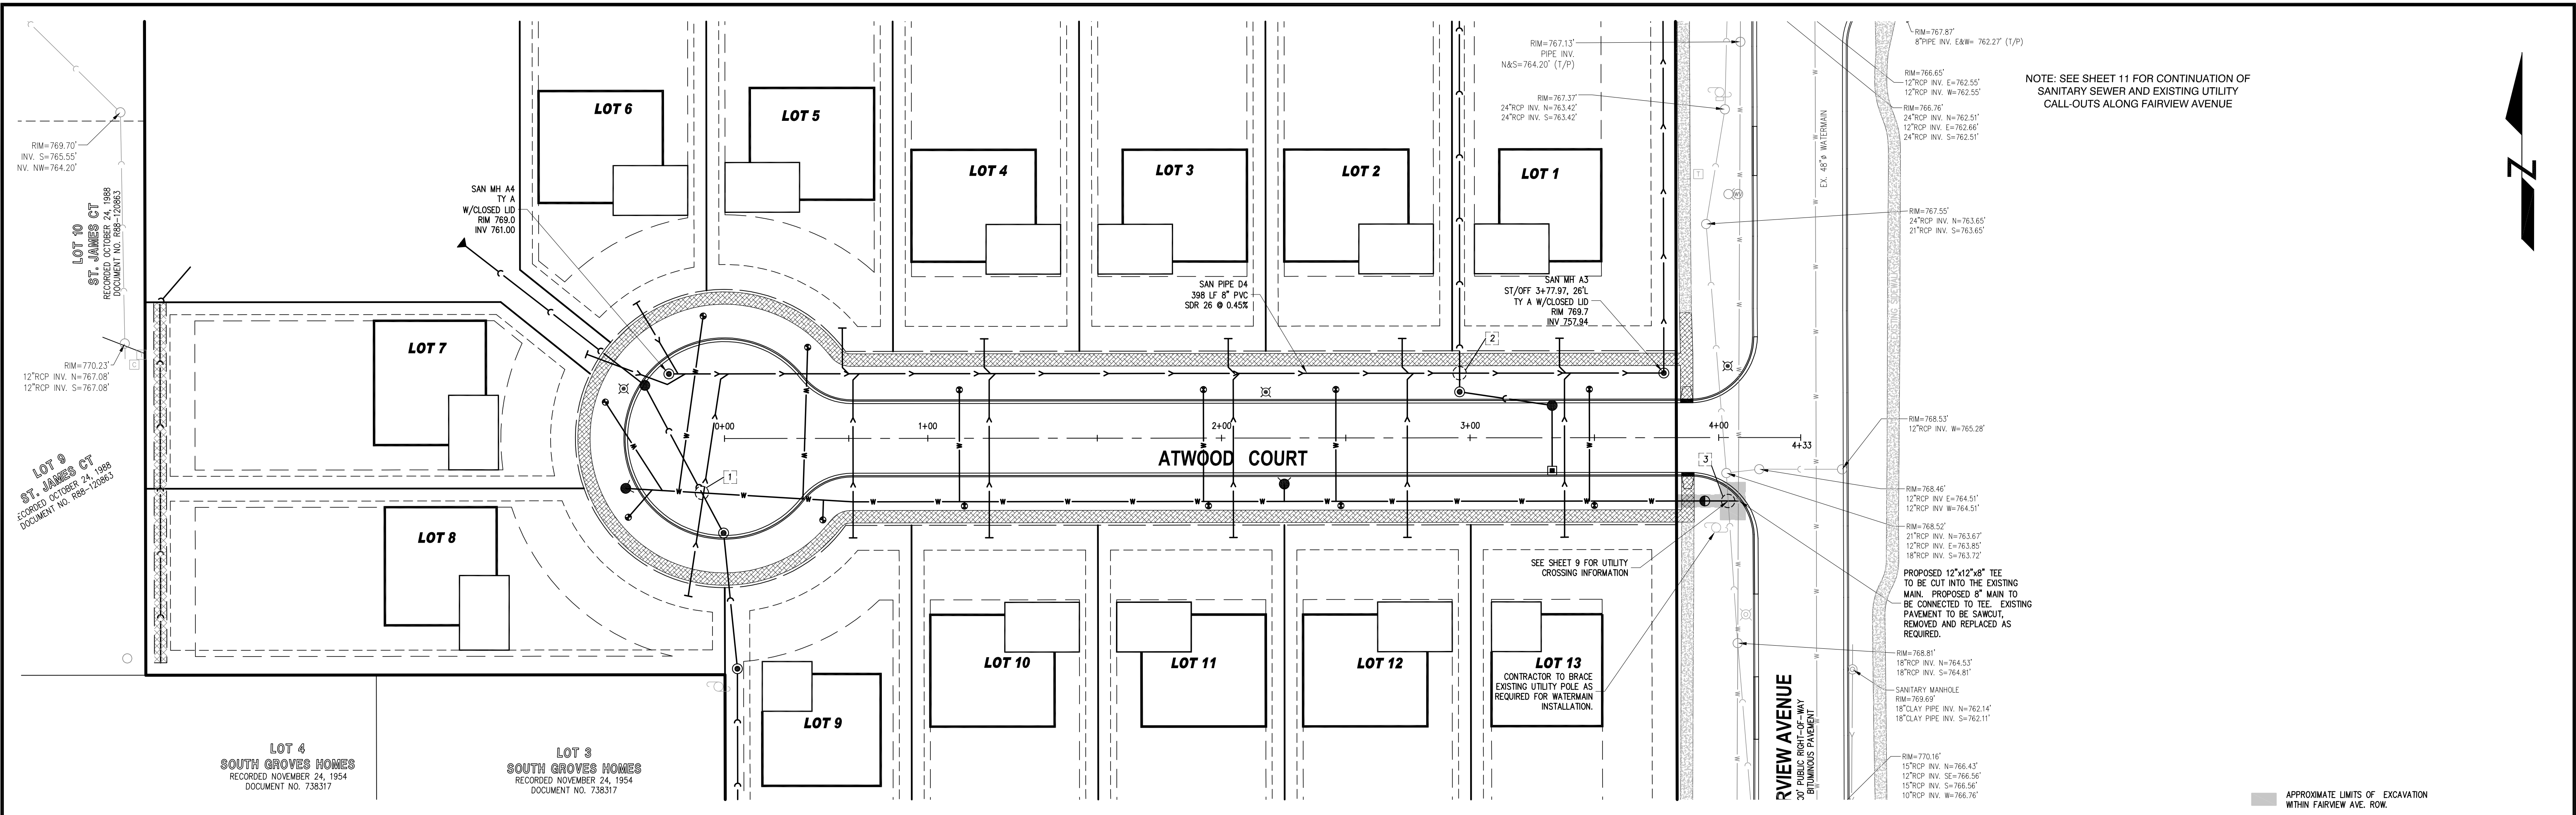 RIM=769.70'
INV. S=765.55'
NV. NW=764.20'
LOT 10
ST. JAMES CT
RECORDED OCTOBER 24, 1988
DOCUMENT NO. R88-120863
RIM=770.23'
12"RCP INV. N=767.08'
12"RCP INV. S=767.08'
G
LOT 9
ST. JAMES CT
ECORDED OCTOBER 24, 1988
DOCUMENT NO. R88-120863
LOT 6
LOT 5
LOT 4
LOT 3
LOT 2
LOT 1
SAN MH A4
TY A
W/CLOSED LID
RIM 769.0
INV 761.00
SAN PIPE D4
398 LF 8" PVC
SDR 26 @ 0.45%
SAN MH A3
ST/OFF 3+77.97, 26'L
TY A W/CLOSED LID
RIM 769.7
INV 757.94
RIM=767.13'
PIPE INV.
N&S=764.20' (T/P)
RIM=767.37'
24"RCP INV. N=763.42'
24"RCP INV. S=763.42'
T
EX. 48"ø WATERMAIN
EXISTING SIDEWALK
RIM=767.87'
8"PIPE INV. E&W= 762.27' (T/P)
RIM=766.65'
12"RCP INV. E=762.55'
12"RCP INV. W=762.55'
RIM=766.76'
24"RCP INV. N=762.51'
12"RCP INV. E=762.66'
24"RCP INV. S=762.51'
RIM=767.55'
24"RCP INV. N=763.65'
21"RCP INV. S=763.65'
NOTE: SEE SHEET 11 FOR CONTINUATION OF
SANITARY SEWER AND EXISTING UTILITY
CALL-OUTS ALONG FAIRVIEW AVENUE
N
LOT 7
LOT 8
1
2
3
0+00
1+00
2+00
3+00
4+00
4+33
ATWOOD COURT
RIM=768.53'
12"RCP INV. W=765.28'
RIM=768.46'
12"RCP INV E=764.51'
12"RCP INV W=764.51'
RIM=768.52'
21"RCP INV. N=763.67'
12"RCP INV. E=763.85'
18"RCP INV. S=763.72'
SEE SHEET 9 FOR UTILITY
CROSSING INFORMATION
PROPOSED 12"x12"x8" TEE
TO BE CUT INTO THE EXISTING
MAIN. PROPOSED 8" MAIN TO
BE CONNECTED TO TEE. EXISTING
PAVEMENT TO BE SAWCUT,
REMOVED AND REPLACED AS
REQUIRED.
LOT 9
LOT 10
LOT 11
LOT 12
LOT 13
CONTRACTOR TO BRACE
EXISTING UTILITY POLE AS
REQUIRED FOR WATERMAIN
INSTALLATION.
RIM=768.81'
18"RCP INV. N=764.53'
18"RCP INV. S=764.81'
SANITARY MANHOLE
RIM=769.69'
18"CLAY PIPE INV. N=762.14'
18"CLAY PIPE INV. S=762.11'
RVIEW AVENUE
00' PUBLIC RIGHT-OF-WAY
BITUMINOUS PAVEMENT
RIM=770.16'
15"RCP INV. N=766.43'
12"RCP INV. SE=766.56'
15"RCP INV. S=766.56'
10"RCP INV. W=766.76'
LOT 4
SOUTH GROVES HOMES
RECORDED NOVEMBER 24, 1954
DOCUMENT NO. 738317
LOT 3
SOUTH GROVES HOMES
RECORDED NOVEMBER 24, 1954
DOCUMENT NO. 738317
APPROXIMATE LIMITS OF EXCAVATION
WITHIN FAIRVIEW AVE. ROW.